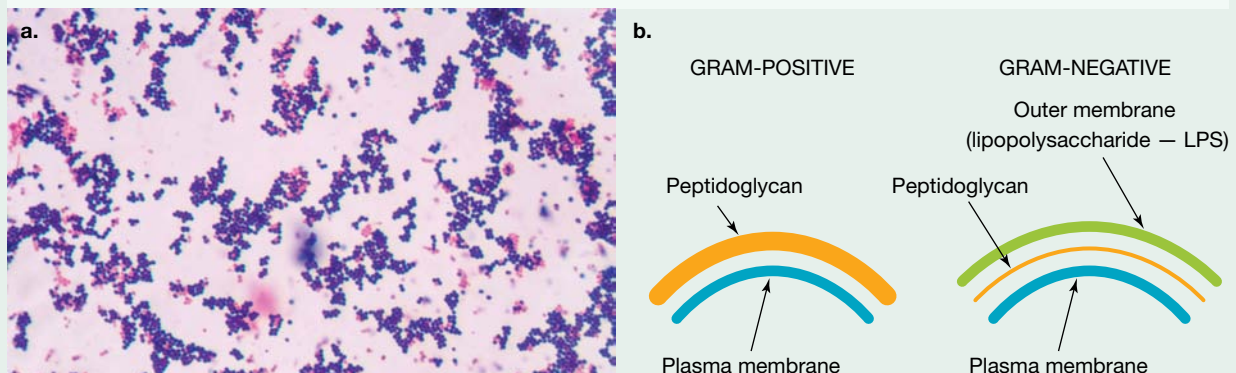 a.
b.
GRAM-POSITIVE
GRAM-NEGATIVE
Outer membrane
(lipopolysaccharide — LPS)
Peptidoglycan
Peptidoglycan
Plasma membrane
Plasma membrane